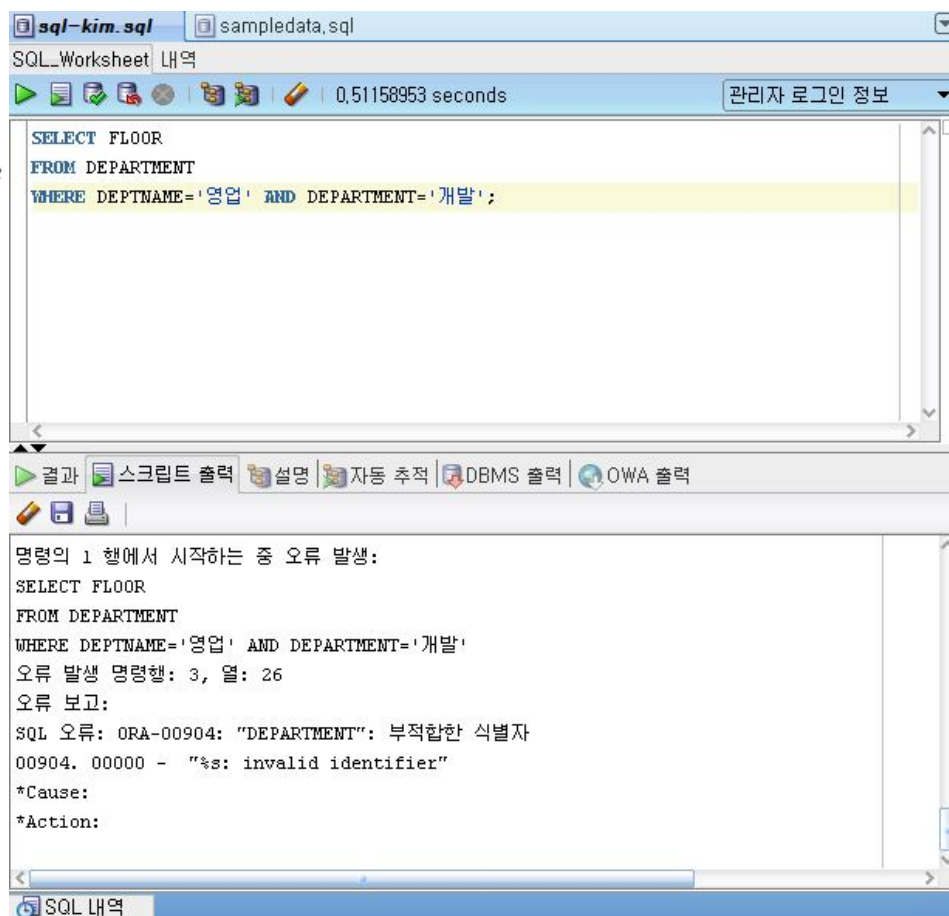 sql-kim.sql sampledata,sql
SQL_Worksheet 내역
0,51158953 seconds 관리자 로그인 정보
SELECT FLOOR
FROM DEPARTMENT
WHERE DEPTNAME='영업' AND DEPARTMENT='개발';
결과 스크립트 출력 설명 자동 추적 DBMS 출력 OWA 출력
명령의 1 행에서 시작하는 중 오류 발생:
SELECT FLOOR
FROM DEPARTMENT
WHERE DEPTNAME='영업' AND DEPARTMENT='개발'
오류 발생 명령행: 3, 열: 26
오류 보고:
SQL 오류: ORA-00904: "DEPARTMENT": 부적합한 식별자
00904. 00000 -  "%s: invalid identifier"
*Cause:
*Action:
SQL 내역